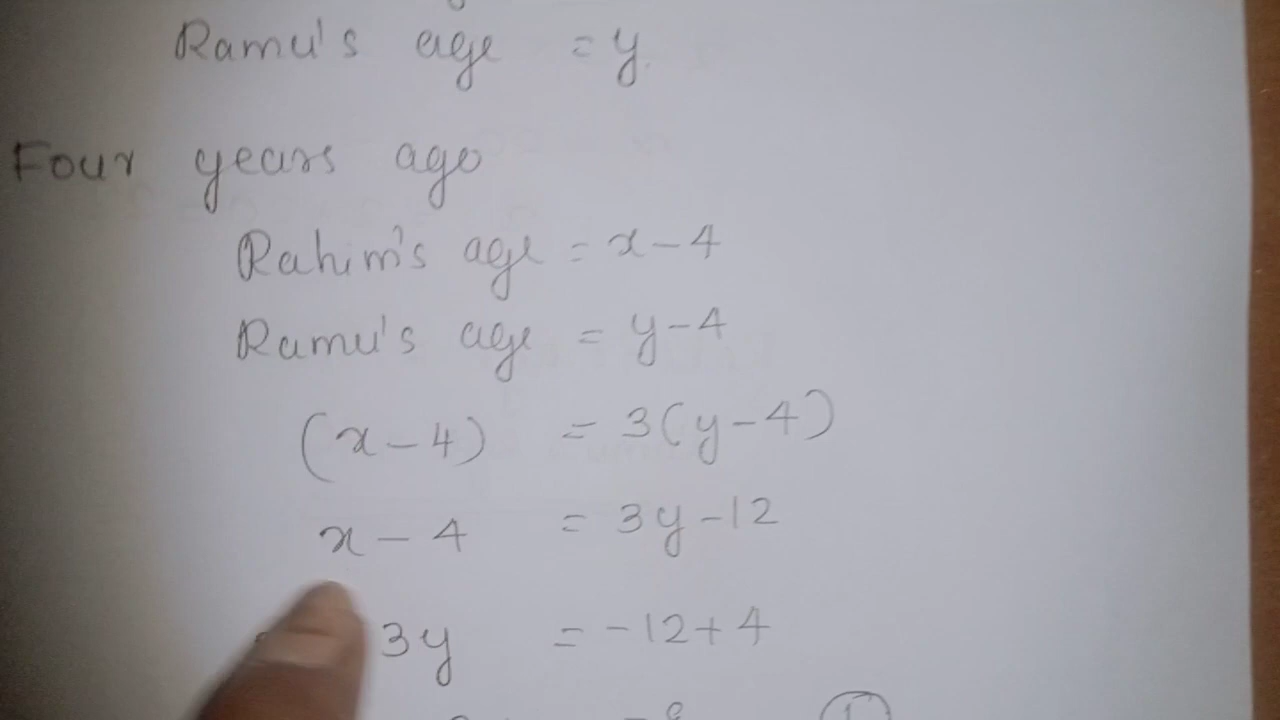 Ramu's age = y.
Four years ago
Rahim's age = x - 4
Ramu's age = y - 4
(x - 4) = 3(y - 4)
x - 4 = 3y - 12
3y = -12 + 4